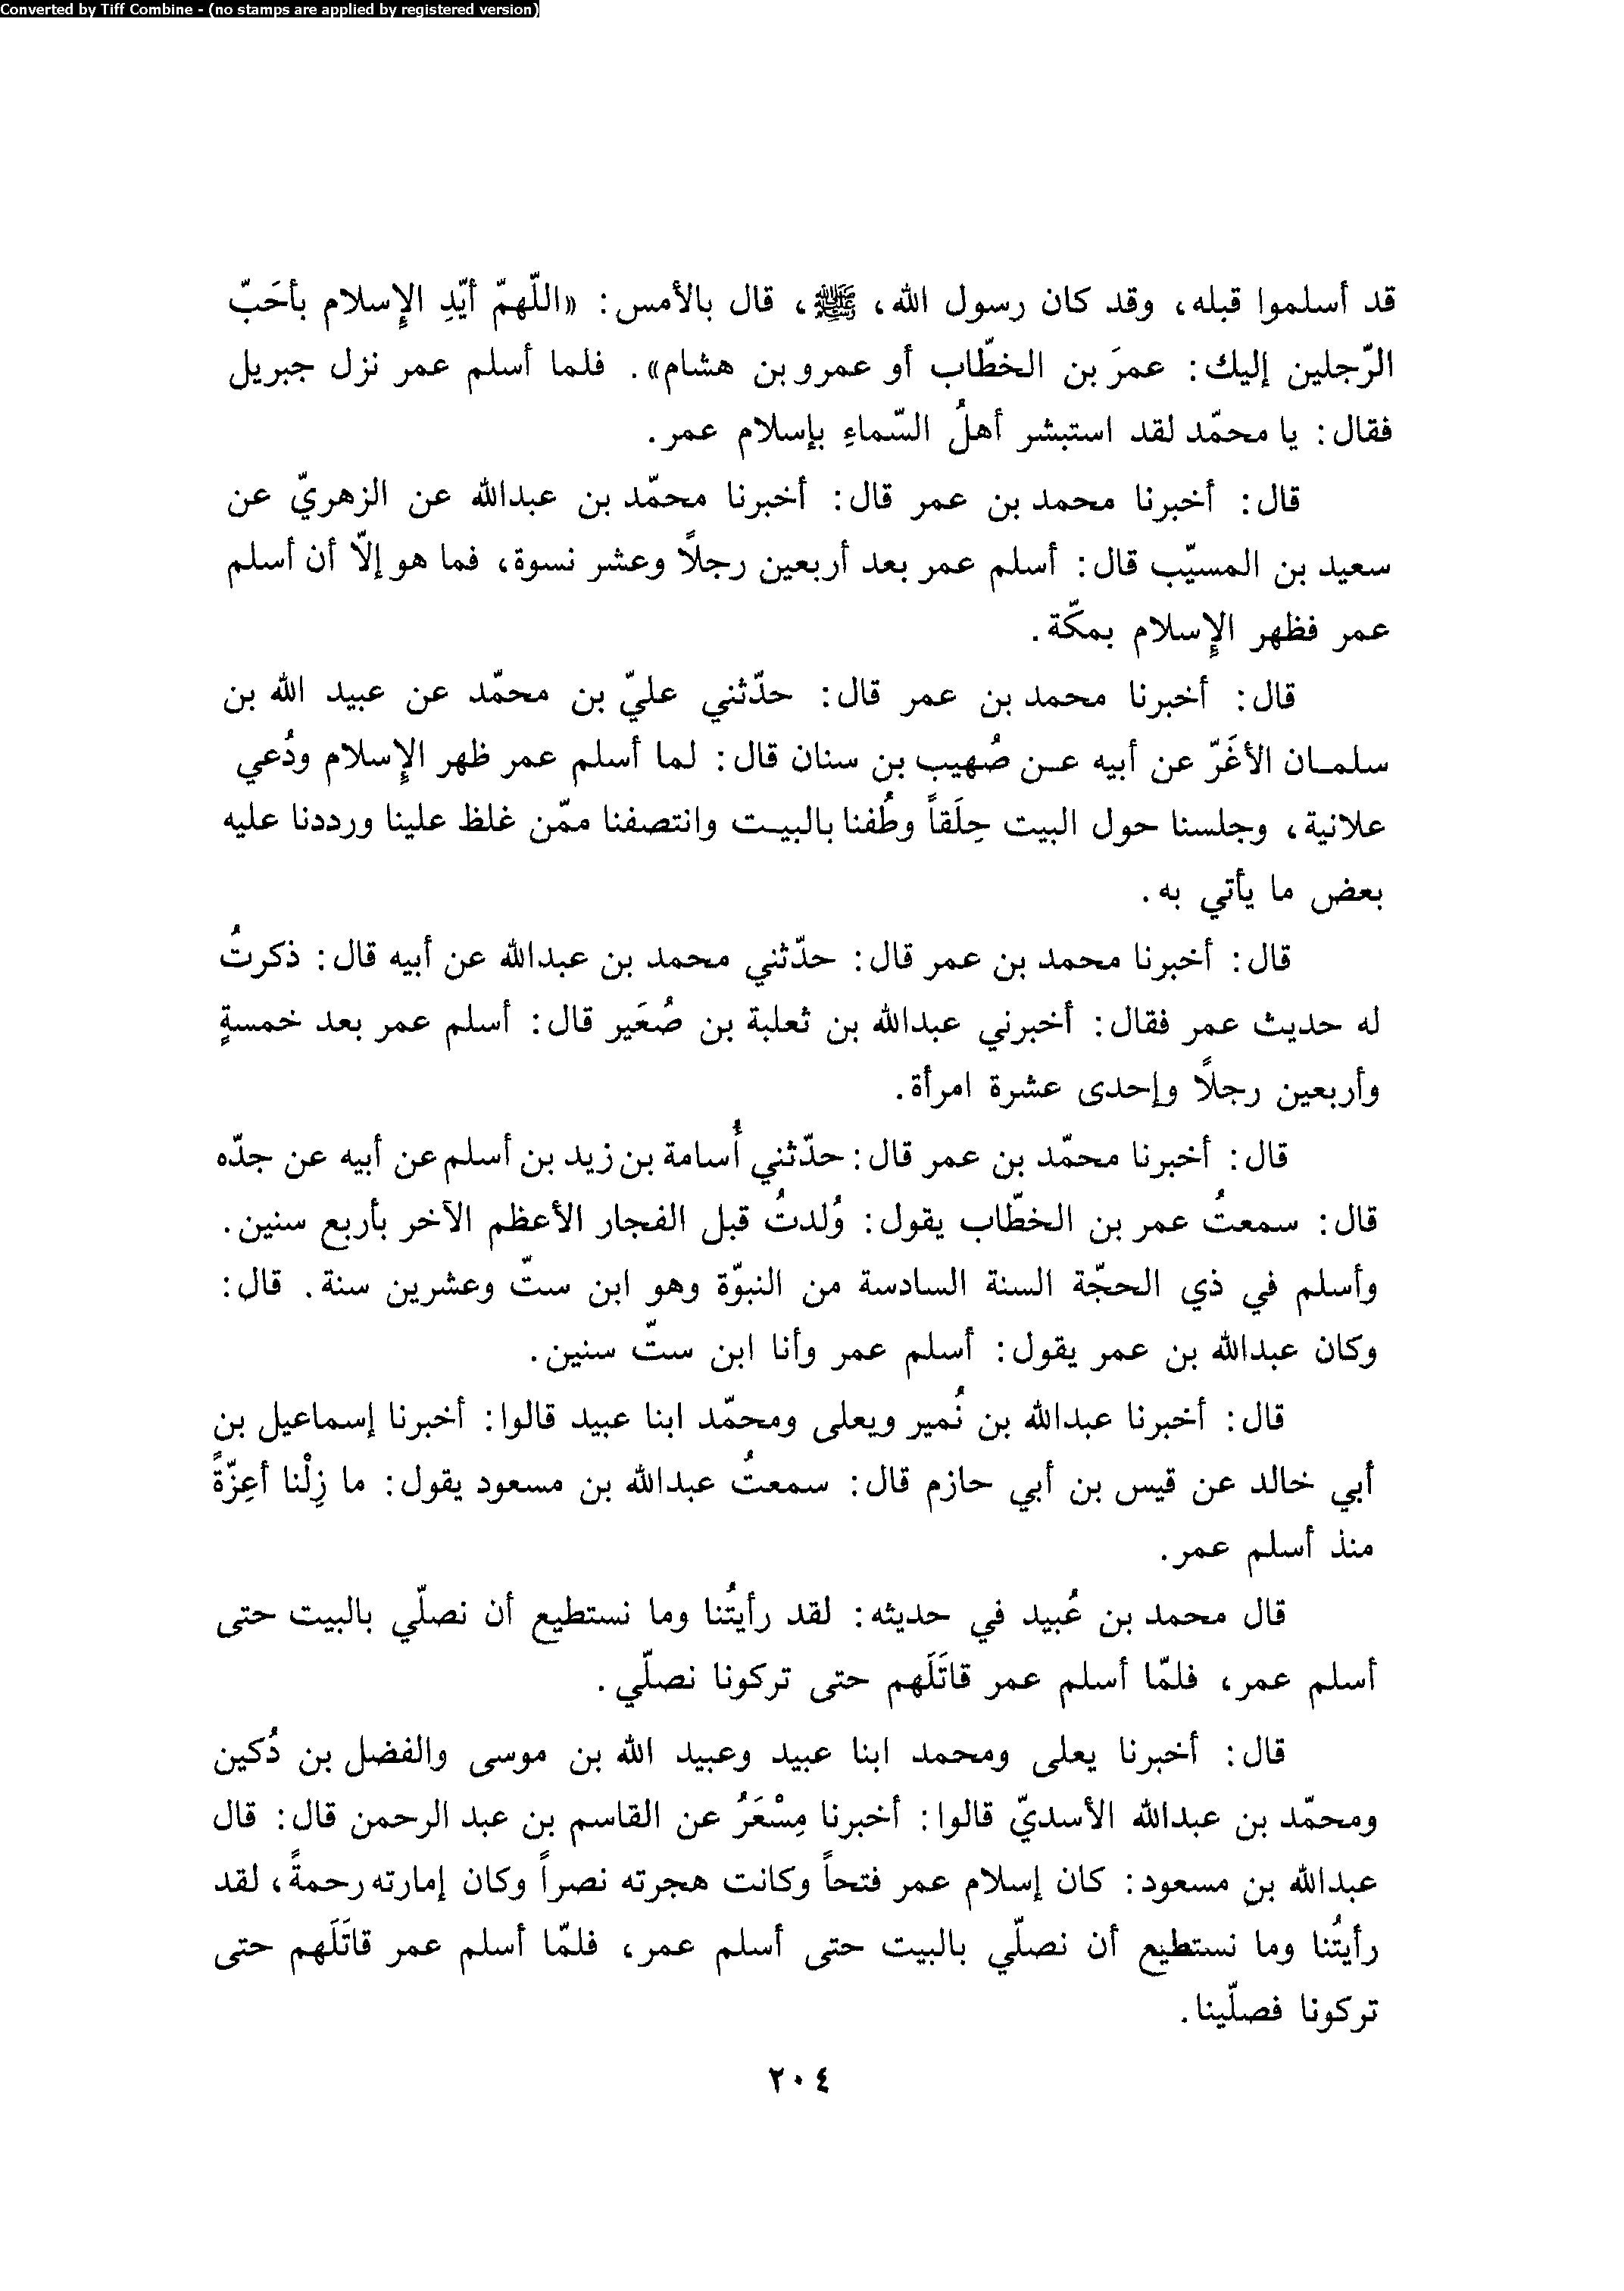 Converted by Tiff Combine - (no stamps are applied by registered version)
قد أسلموا قبله، وقد كان رسول الله، ﷺ، قال بالأمس: «اللّهمّ أيّدِ الإسلام بأحَبّ
الرّجلين إليك: عمرَ بن الخطّاب أو عمرو بن هشام». فلما أسلم عمر نزل جبريل
فقال: يا محمّد لقد استبشر أهلُ السّماءِ بإسلام عمر.
قال: أخبرنا محمد بن عمر قال: أخبرنا محمّد بن عبدالله عن الزهريّ عن
سعيد بن المسيّب قال: أسلم عمر بعد أربعين رجلاً وعشر نسوة، فما هو إلاّ أن أسلم
عمر فظهر الإسلام بمكّة.
قال: أخبرنا محمد بن عمر قال: حدّثني عليّ بن محمّد عن عبيد الله بن
سلمـان الأغَرّ عن أبيه عـن صُهيب بن سنان قال: لما أسلم عمر ظهر الإسلام ودُعي
علانية، وجلسنا حول البيت حِلَقاً وطُفنا بالبيـت وانتصفنا ممّن غلظ علينا ورددنا عليه
بعض ما يأتي به.
قال: أخبرنا محمد بن عمر قال: حدّثني محمد بن عبدالله عن أبيه قال: ذكرتُ
له حديث عمر فقال: أخبرني عبدالله بن ثعلبة بن صُعَير قال: أسلم عمر بعد خمسةٍ
وأربعين رجلاً وإحدى عشرة امرأة.
قال: أخبرنا محمّد بن عمر قال: حدّثني أُسامة بن زيد بن أسلم عن أبيه عن جدّه
قال: سمعتُ عمر بن الخطّاب يقول: وُلدتُ قبل الفجار الأعظم الآخر بأربع سنين.
وأسلم في ذي الحجّة السنة السادسة من النبوّة وهو ابن ستّ وعشرين سنة. قال:
وكان عبدالله بن عمر يقول: أسلم عمر وأنا ابن ستّ سنين.
قال: أخبرنا عبدالله بن نُمير ويعلى ومحمّد ابنا عبيد قالوا: أخبرنا إسماعيل بن
أبي خالد عن قيس بن أبي حازم قال: سمعتُ عبدالله بن مسعود يقول: ما زِلْنا أعِزّةً
منذ أسلم عمر.
قال محمد بن عُبيد في حديثه: لقد رأيتُنا وما نستطيع أن نصلّي بالبيت حتى
أسلم عمر، فلمّا أسلم عمر قاتَلَهم حتى تركونا نصلّي.
قال: أخبرنا يعلى ومحمد ابنا عبيد وعبيد الله بن موسى والفضل بن دُكين
ومحمّد بن عبدالله الأسديّ قالوا: أخبرنا مِسْعَرُ عن القاسم بن عبد الرحمن قال: قال
عبدالله بن مسعود: كان إسلام عمر فتحاً وكانت هجرته نصراً وكان إمارته رحمةً، لقد
رأيتُنا وما نستطيع أن نصلّي بالبيت حتى أسلم عمر، فلمّا أسلم عمر قاتَلَهم حتى
تركونا فصلّينا.
٢٠٤